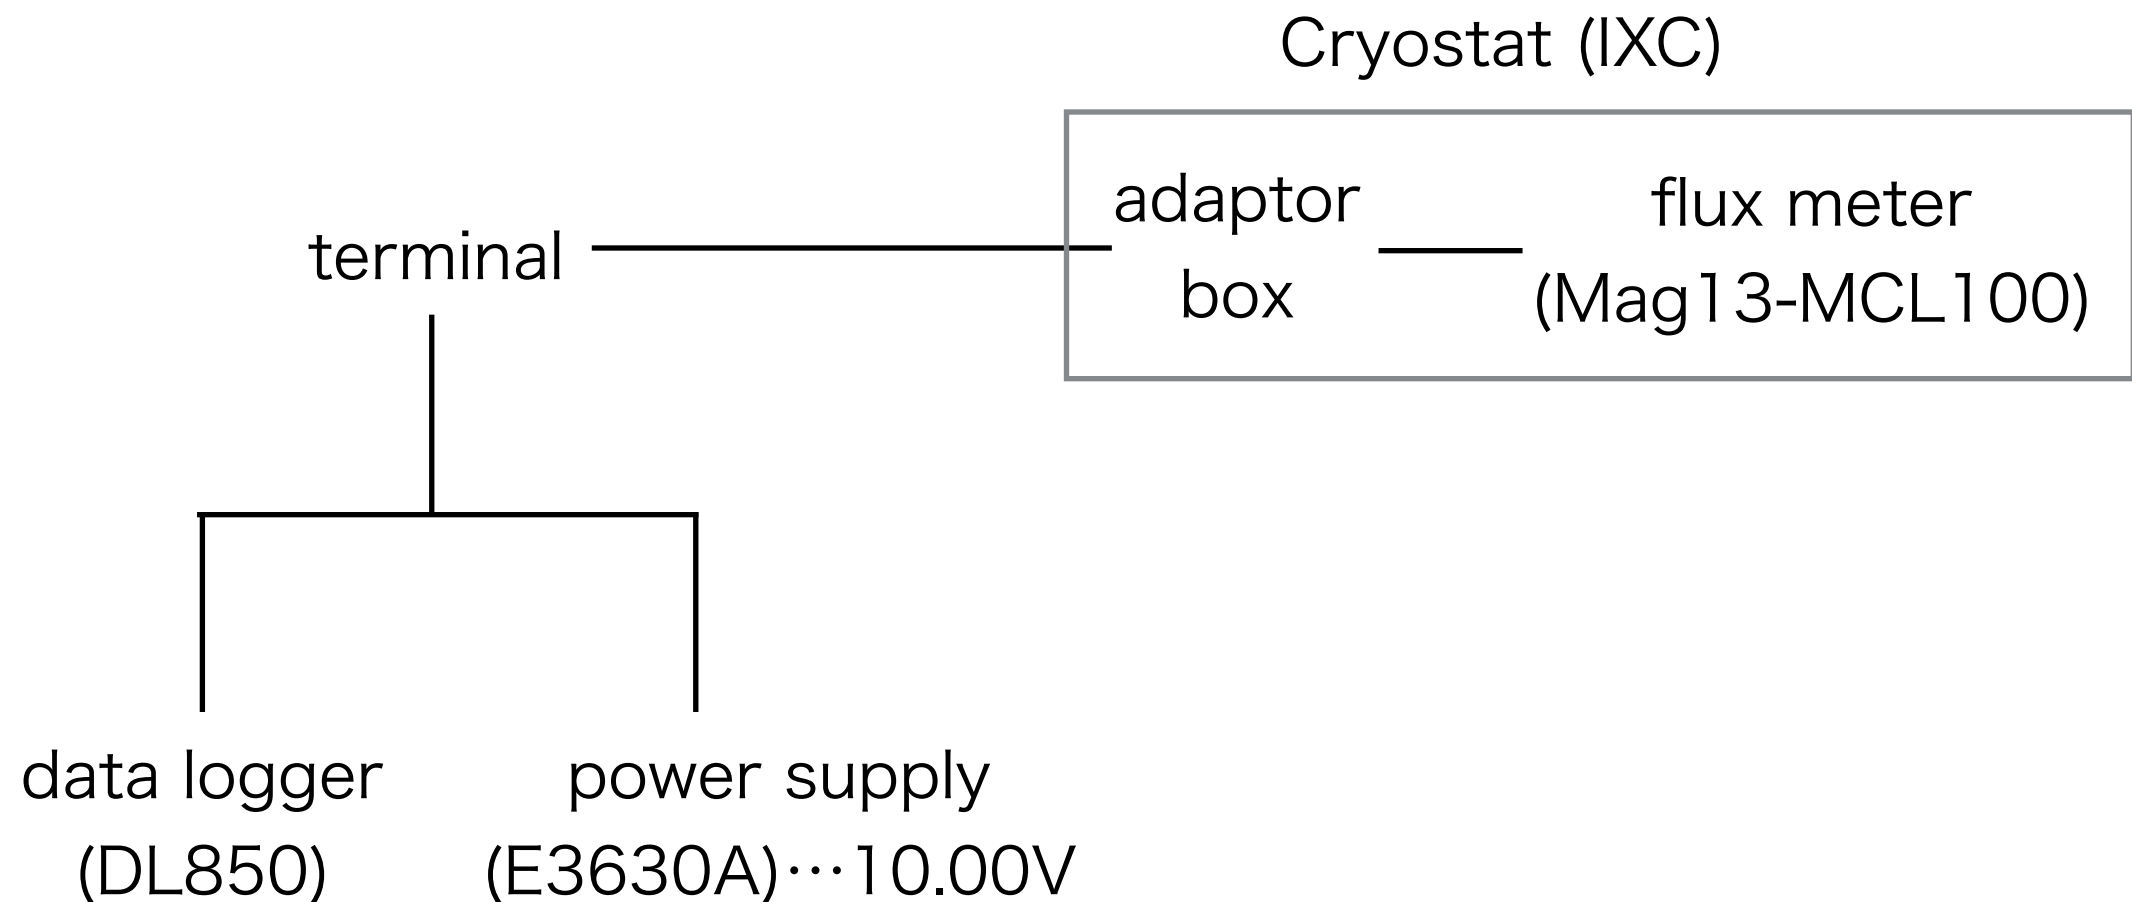 Cryostat (IXC)
adaptor
box
flux meter
(Mag13-MCL100)
terminal
data logger
(DL850)
power supply
(E3630A)…10.00V